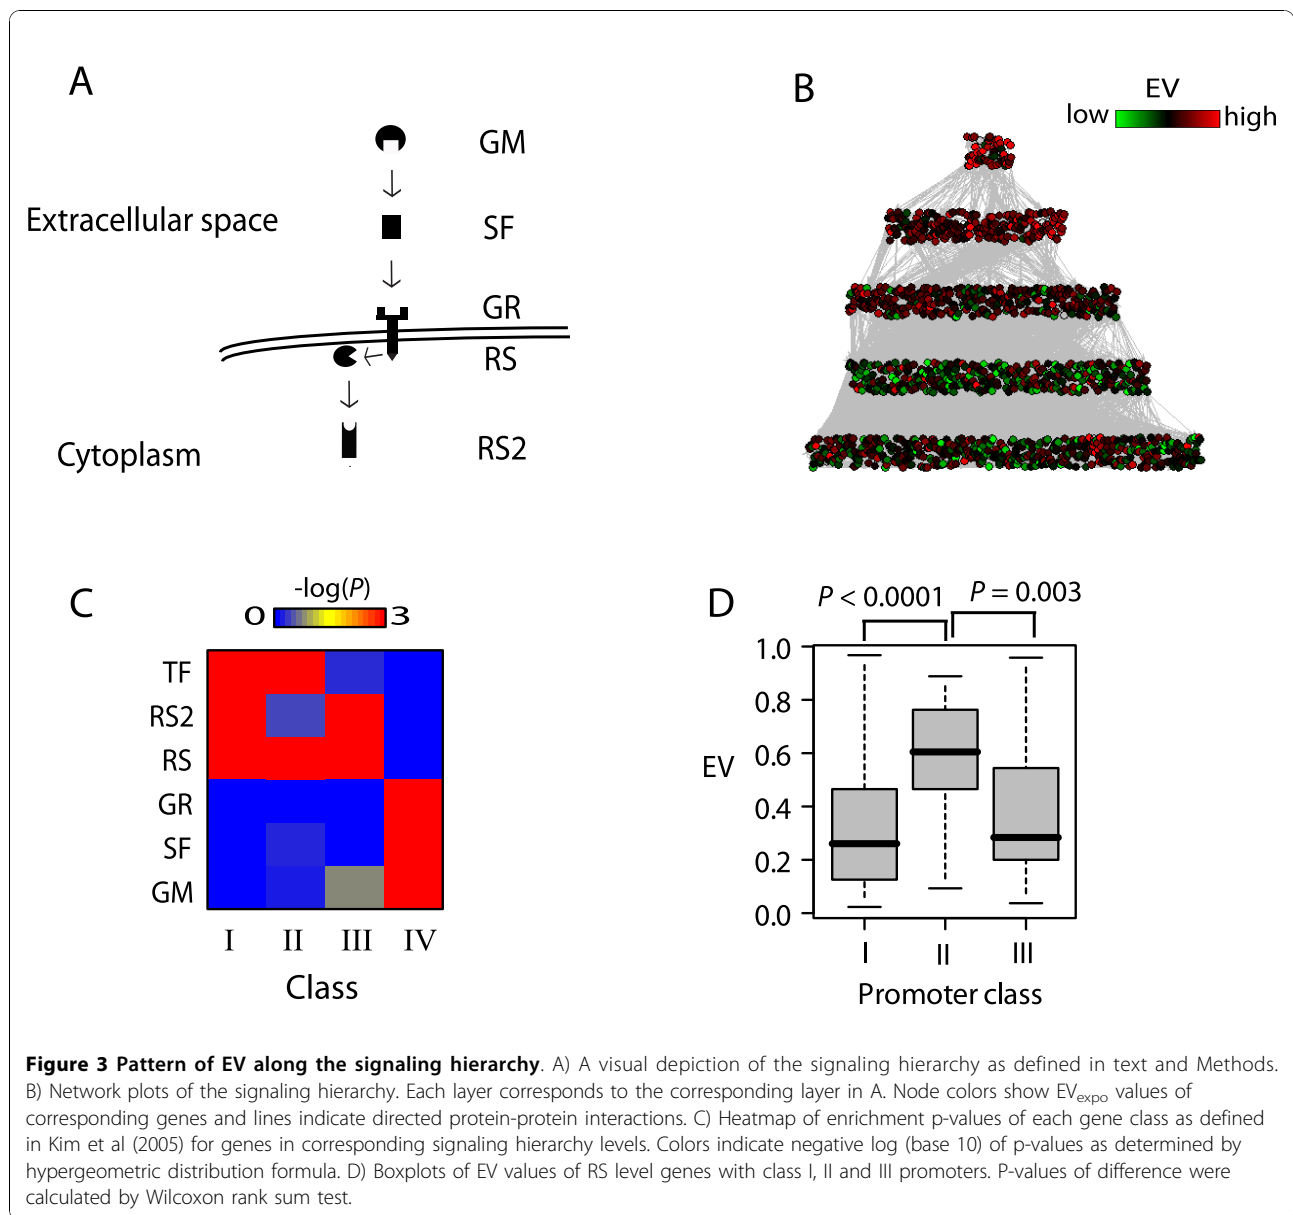 A
GM
Extracellular space
SF
GR
RS
Cytoplasm
RS2
B
EV
low
high
C
-log(P)
0
3
TF
RS2
RS
GR
SF
GM
I II III IV
Class
D
P < 0.0001
P = 0.003
1.0
0.8
0.6
EV
0.4
0.2
0.0
I II III
Promoter class
Figure 3 Pattern of EV along the signaling hierarchy. A) A visual depiction of the signaling hierarchy as defined in text and Methods.
B) Network plots of the signaling hierarchy. Each layer corresponds to the corresponding layer in A. Node colors show EVexpo values of
corresponding genes and lines indicate directed protein-protein interactions. C) Heatmap of enrichment p-values of each gene class as defined
in Kim et al (2005) for genes in corresponding signaling hierarchy levels. Colors indicate negative log (base 10) of p-values as determined by
hypergeometric distribution formula. D) Boxplots of EV values of RS level genes with class I, II and III promoters. P-values of difference were
calculated by Wilcoxon rank sum test.